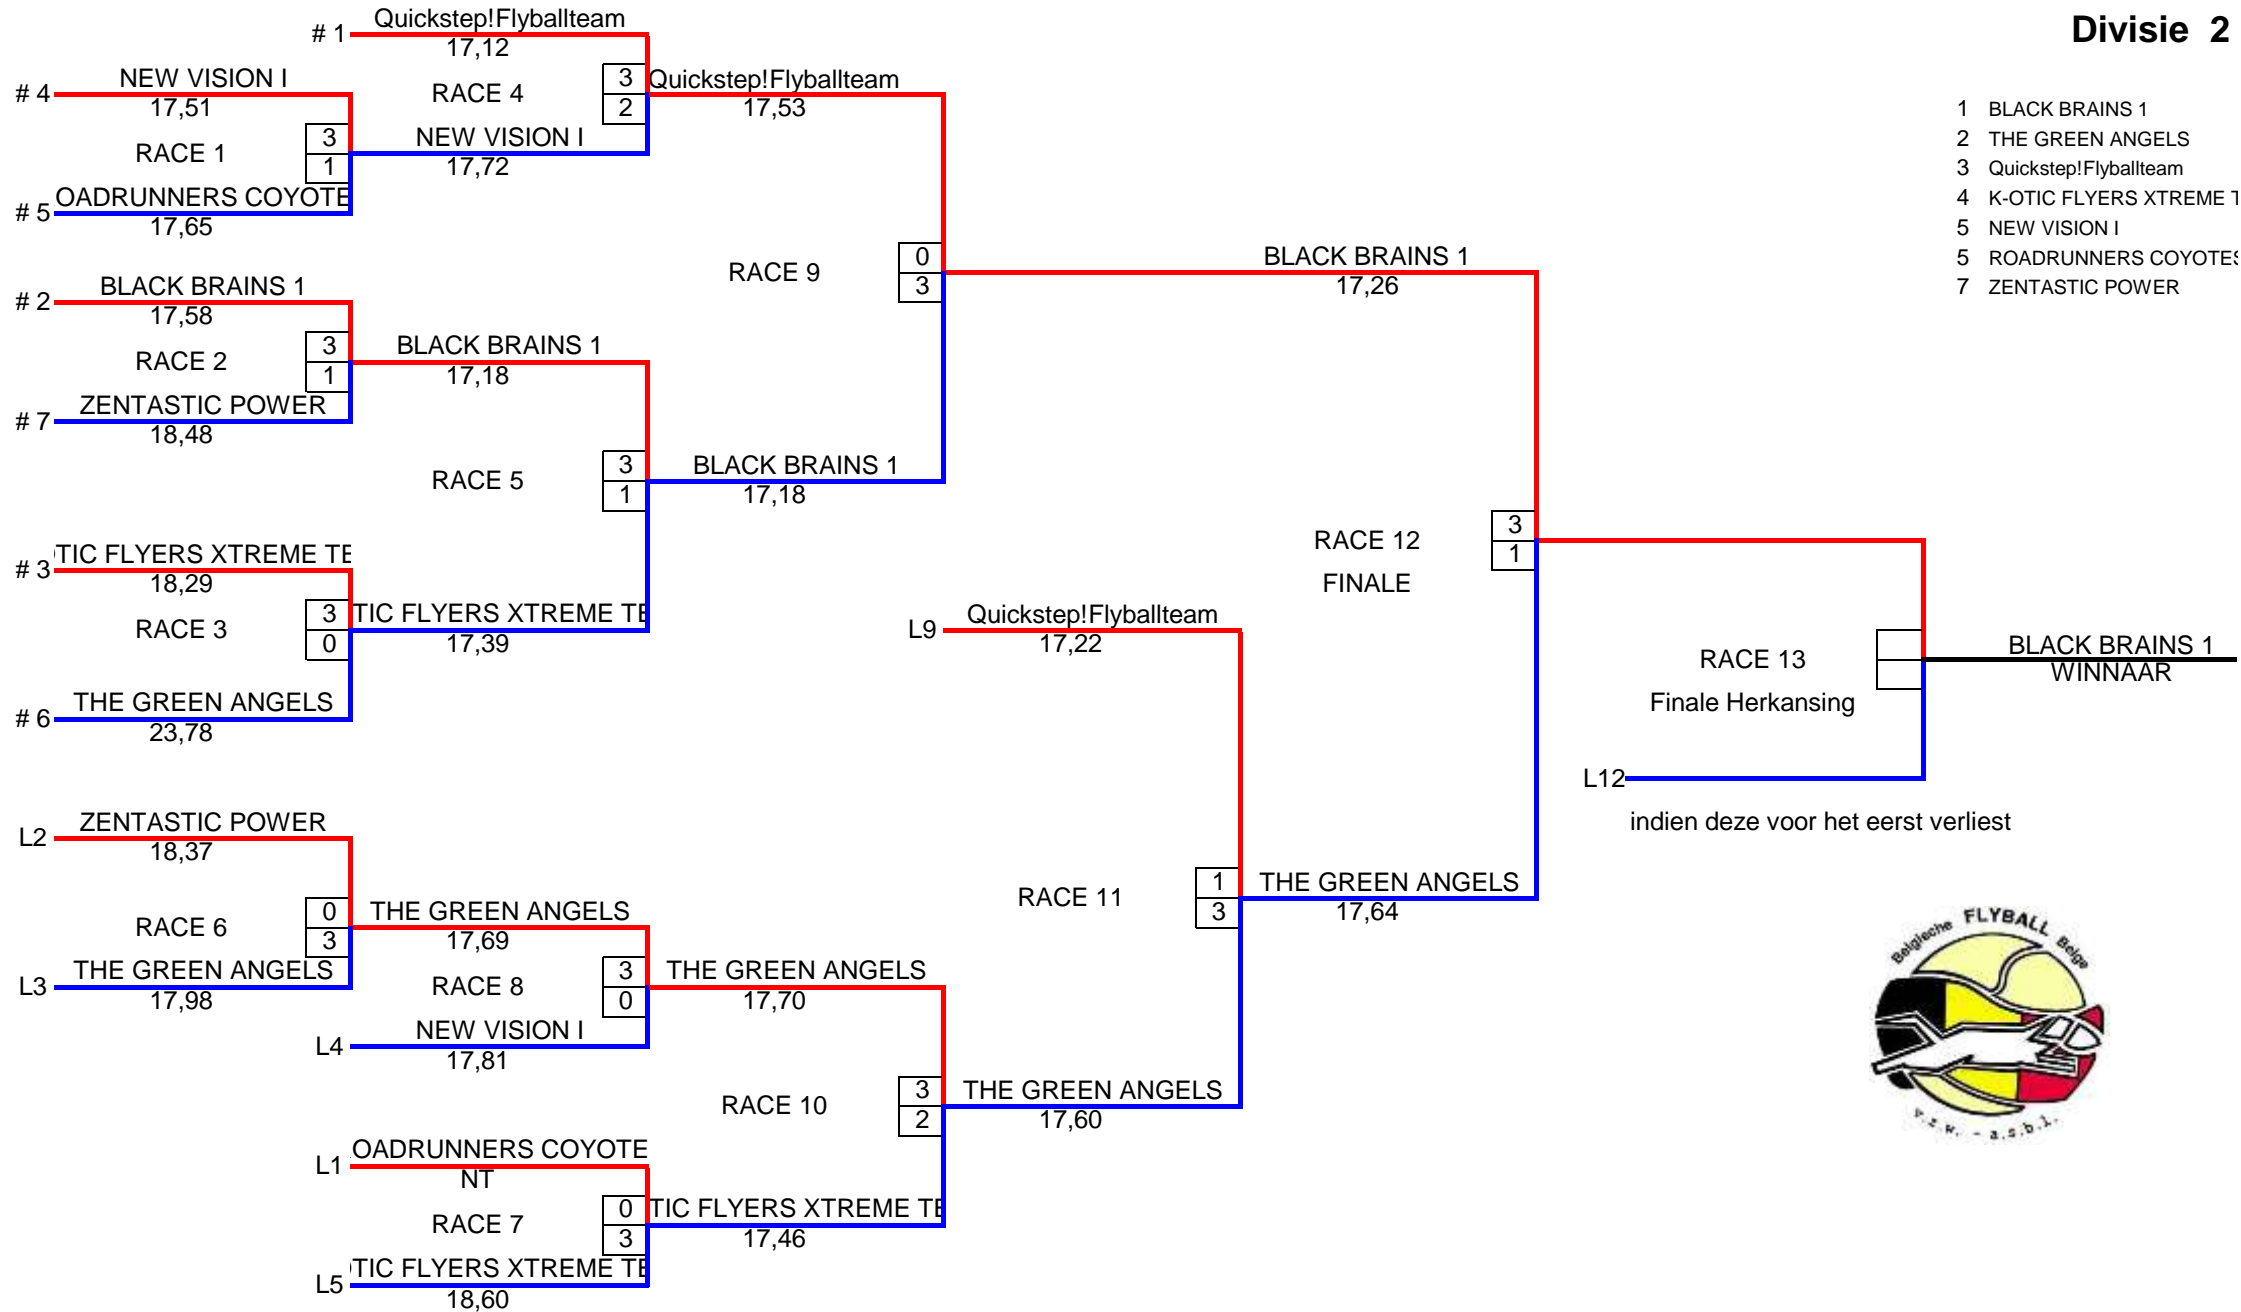 Divisie 2
1 BLACK BRAINS 1
2 THE GREEN ANGELS
3 Quickstep!Flyballteam
4 K-OTIC FLYERS XTREME T
5 NEW VISION I
5 ROADRUNNERS COYOTES
7 ZENTASTIC POWER
# 1 Quickstep!Flyballteam
17,12
# 4 NEW VISION I
17,51
RACE 4
3
2
Quickstep!Flyballteam
17,53
RACE 1
3
1
NEW VISION I
17,72
# 5 OADRUNNERS COYOTE
17,65
# 2 BLACK BRAINS 1
17,58
RACE 2
3
1
BLACK BRAINS 1
17,18
# 7 ZENTASTIC POWER
18,48
RACE 9
0
3
BLACK BRAINS 1
17,26
RACE 5
3
1
BLACK BRAINS 1
17,18
# 3 OTIC FLYERS XTREME TE
18,29
RACE 3
3
0
TIC FLYERS XTREME TE
17,39
# 6 THE GREEN ANGELS
23,78
RACE 12
FINALE
3
1
L9 Quickstep!Flyballteam
17,22
RACE 13
Finale Herkansing
BLACK BRAINS 1
WINNAAR
L12
indien deze voor het eerst verliest
L2 ZENTASTIC POWER
18,37
RACE 6
0
3
THE GREEN ANGELS
17,69
L3 THE GREEN ANGELS
17,98
RACE 8
3
0
THE GREEN ANGELS
17,70
L4 NEW VISION I
17,81
RACE 11
1
3
THE GREEN ANGELS
17,64
RACE 10
3
2
THE GREEN ANGELS
17,60
L1 OADRUNNERS COYOTE
NT
RACE 7
0
3
TIC FLYERS XTREME TE
17,46
L5 OTIC FLYERS XTREME TE
18,60
Belgische FLYBALL Belge
v.z.w. - a.s.b.l.